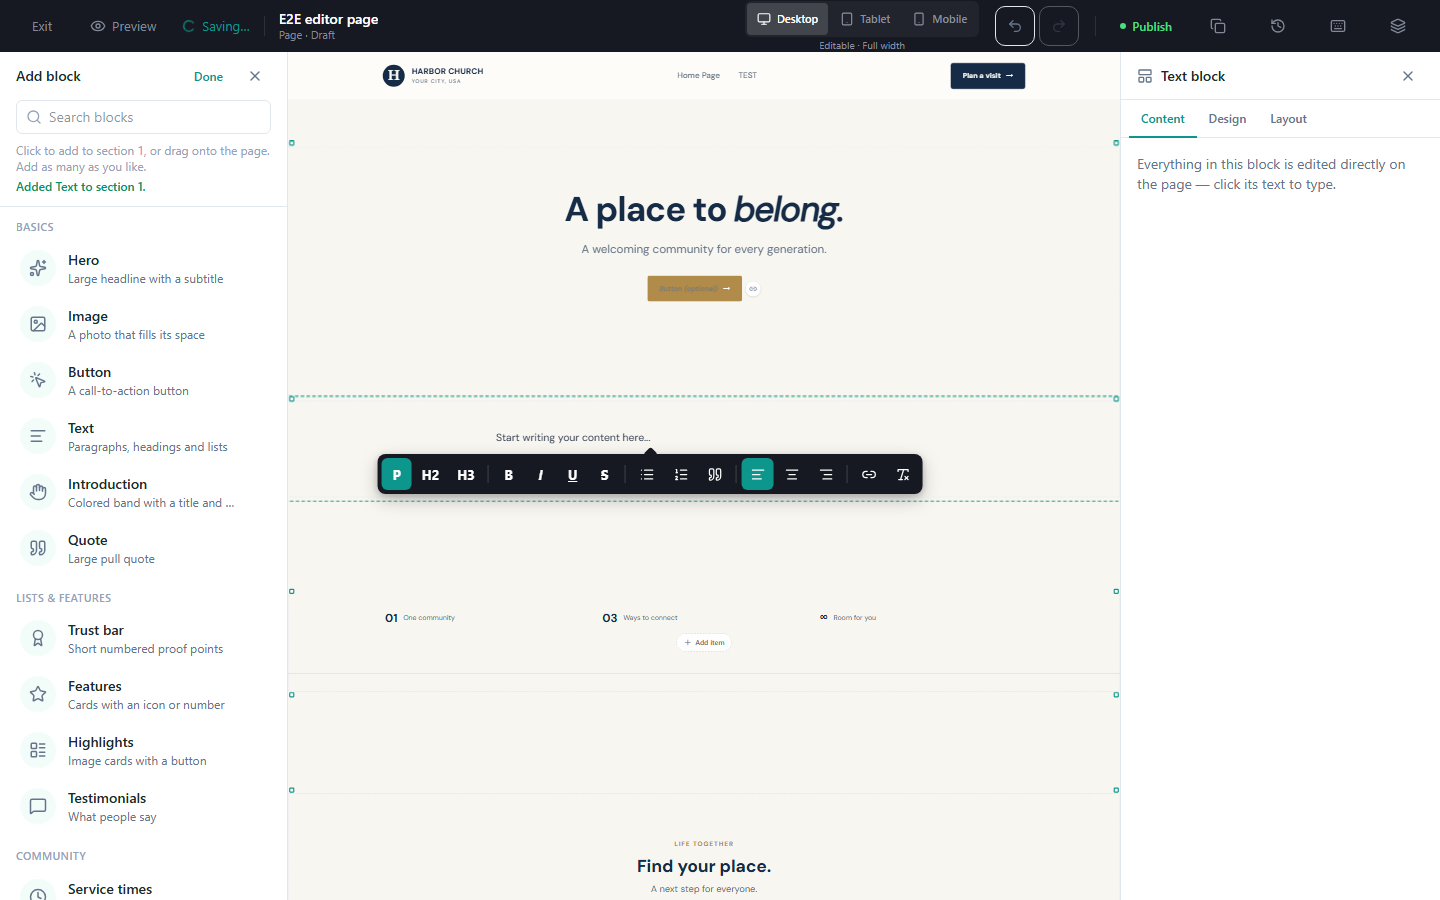 Exit
Preview
Saving...
E2E editor page
Page · Draft
Desktop
Tablet
Mobile
Editable · Full width
Publish
Add block
Done
Search blocks
Click to add to section 1, or drag onto the page.
Add as many as you like.
Added Text to section 1.
BASICS
Hero
Large headline with a subtitle
Image
A photo that fills its space
Button
A call-to-action button
Text
Paragraphs, headings and lists
Introduction
Colored band with a title and ...
Quote
Large pull quote
LISTS & FEATURES
Trust bar
Short numbered proof points
Features
Cards with an icon or number
Highlights
Image cards with a button
Testimonials
What people say
COMMUNITY
Service times
H HARBOR CHURCH
YOUR CITY, USA
Home Page
TEST
Plan a visit →
A place to belong.
A welcoming community for every generation.
Button (optional) →
Start writing your content here...
P H2 H3 B I U S
01 One community
03 Ways to connect
∞ Room for you
+ Add item
LIFE TOGETHER
Find your place.
A next step for everyone.
Text block
Content
Design
Layout
Everything in this block is edited directly on
the page — click its text to type.